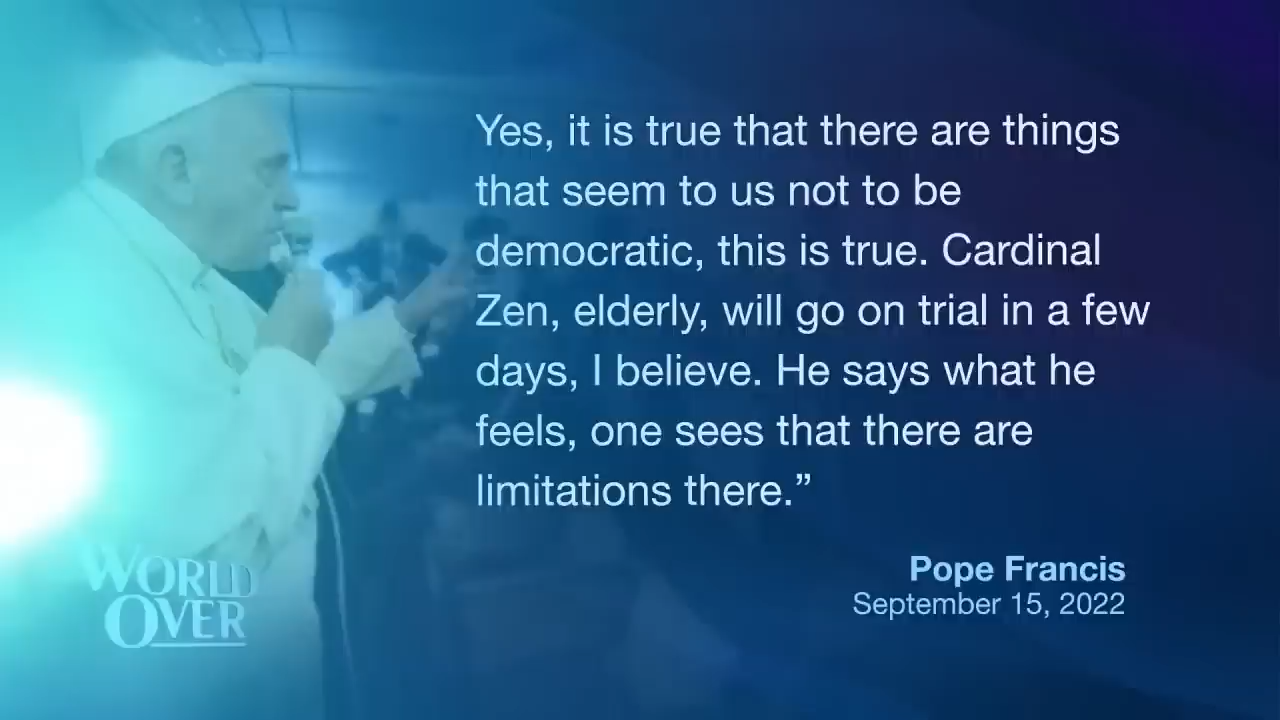 Yes, it is true that there are things
that seem to us not to be
democratic, this is true. Cardinal
Zen, elderly, will go on trial in a few
days, I believe. He says what he
feels, one sees that there are
limitations there.”
Pope Francis
September 15, 2022
WORLD
OVER